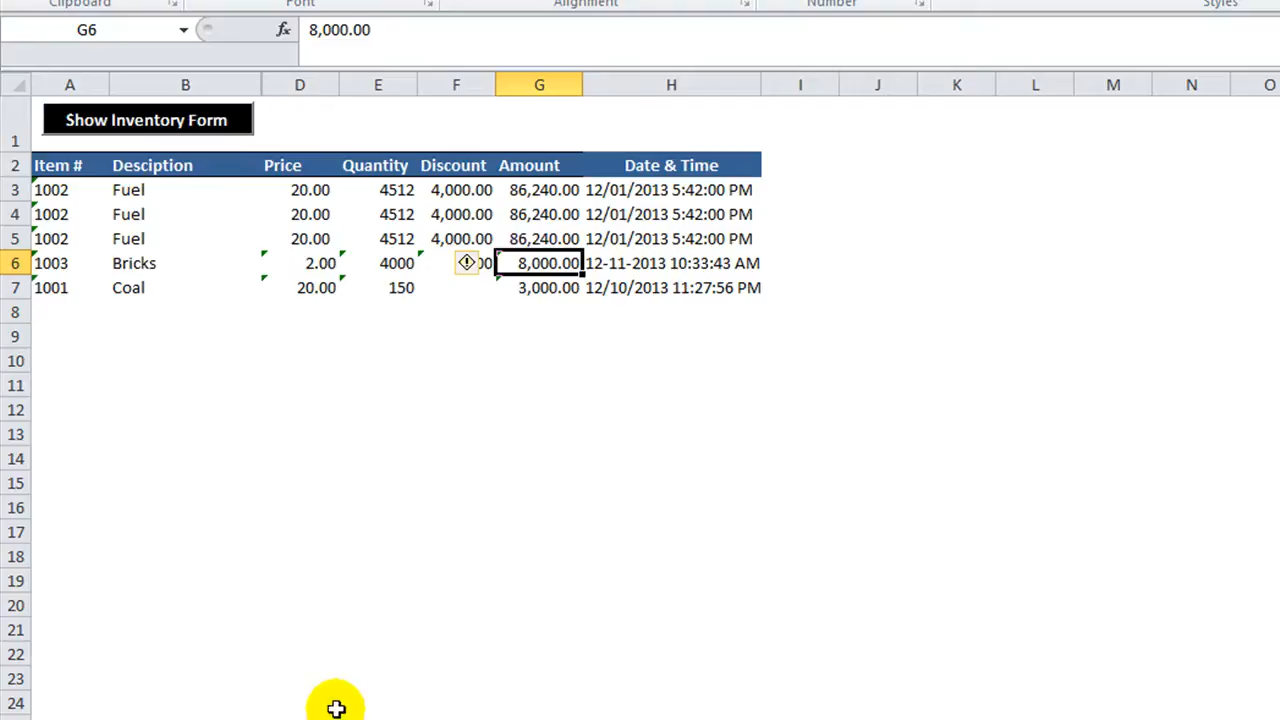 Clipboard Font Alignment Number Styles
G6 fx 8,000.00
A B D E F G H I J K L M N O
1 Show Inventory Form
2 Item # Desciption Price Quantity Discount Amount Date & Time
3 1002 Fuel 20.00 4512 4,000.00 86,240.00 12/01/2013 5:42:00 PM
4 1002 Fuel 20.00 4512 4,000.00 86,240.00 12/01/2013 5:42:00 PM
5 1002 Fuel 20.00 4512 4,000.00 86,240.00 12/01/2013 5:42:00 PM
6 1003 Bricks 2.00 4000 8,000.00 12-11-2013 10:33:43 AM
7 1001 Coal 20.00 150 3,000.00 12/10/2013 11:27:56 PM
8
9
10
11
12
13
14
15
16
17
18
19
20
21
22
23
24